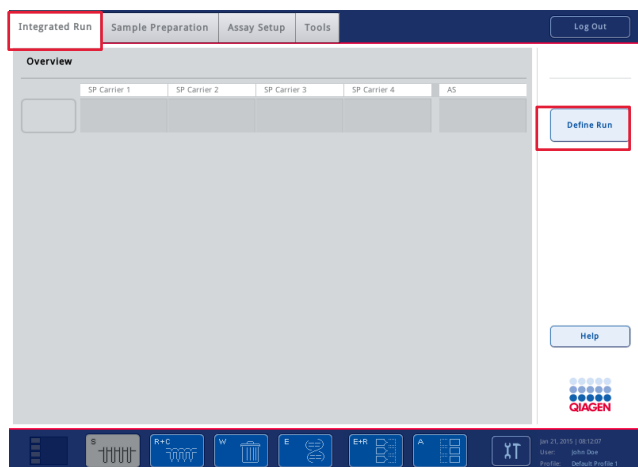 Integrated Run Sample Preparation Assay Setup Tools Log Out
Overview
SP Carrier 1 SP Carrier 2 SP Carrier 3 SP Carrier 4 AS
Define Run
Help
QIAGEN
S R+C W E E+R A
Jan 21, 2015 | 08:12:07
User: John Doe
Profile: Default Profile 1